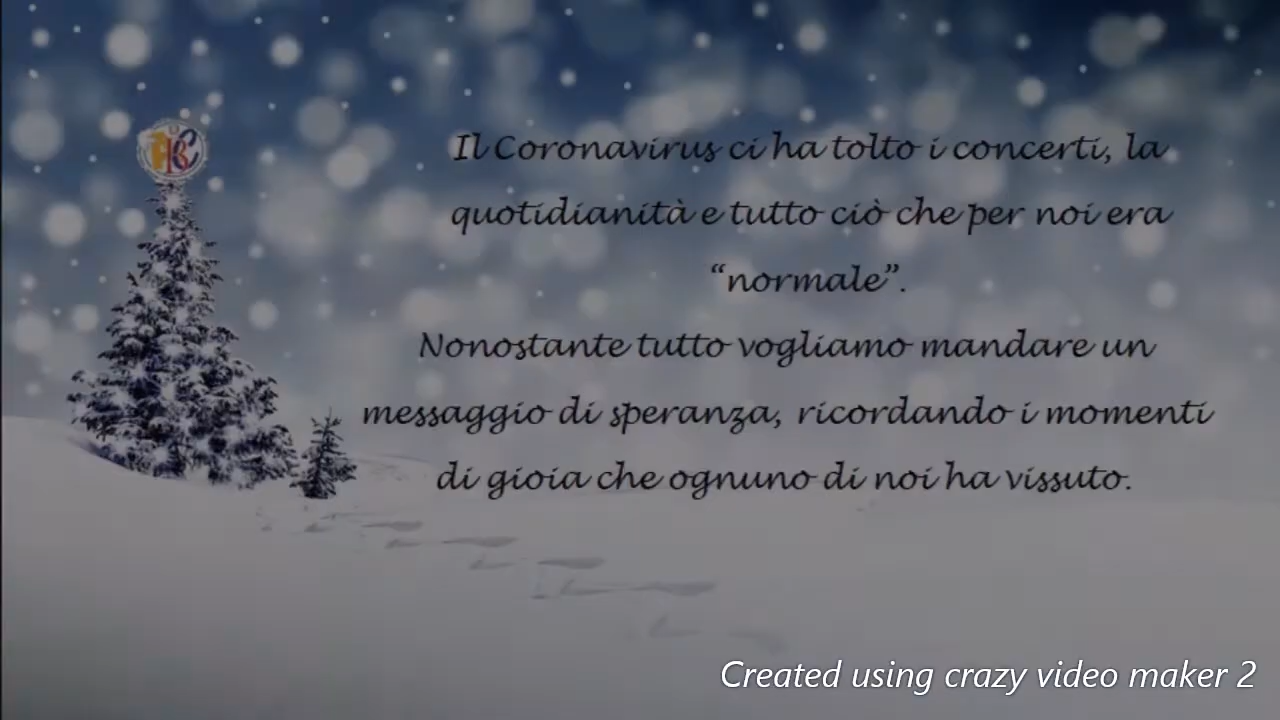 Il Coronavirus ci ha tolto i concerti, la
quotidianità e tutto ciò che per noi era
“normale”.
Nonostante tutto vogliamo mandare un
messaggio di speranza, ricordando i momenti
di gioia che ognuno di noi ha vissuto.
Created using crazy video maker 2